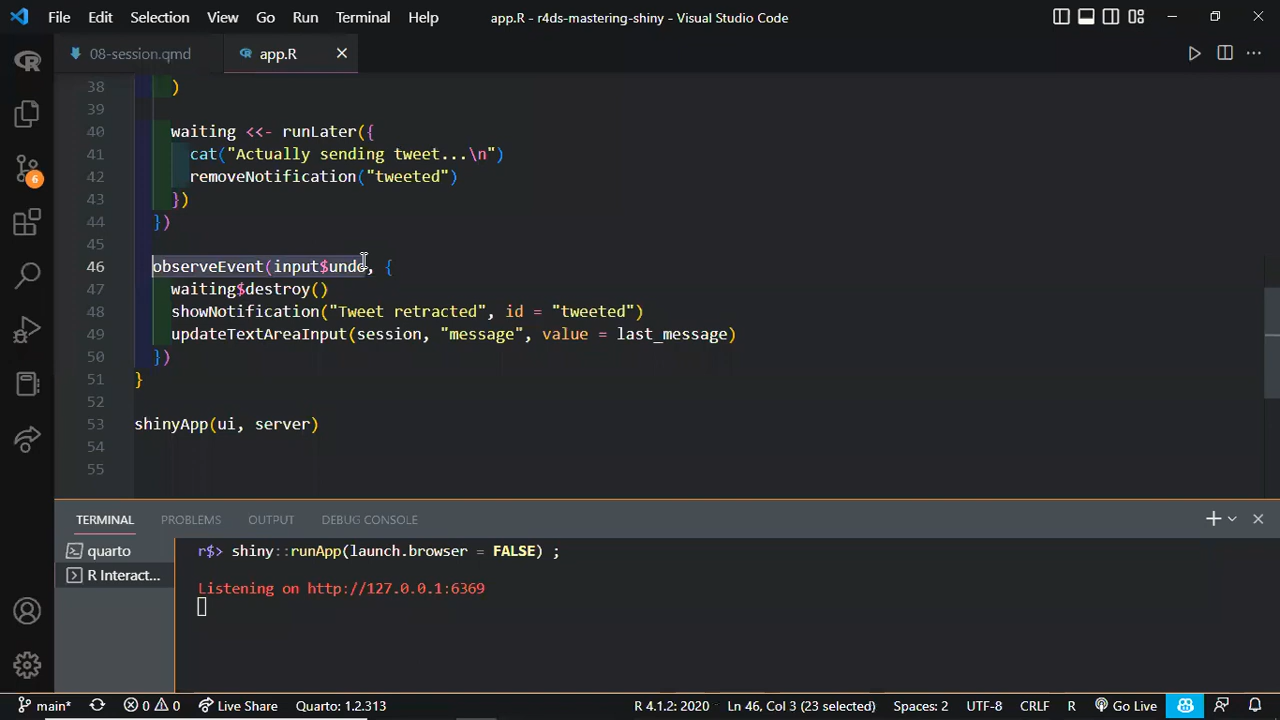 File Edit Selection View Go Run Terminal Help app.R - r4ds-mastering-shiny - Visual Studio Code
08-session.qmd app.R
38 )
39
40 waiting <<- runLater({
41 cat("Actually sending tweet...\n")
42 removeNotification("tweeted")
43 })
44 })
45
46 observeEvent(input$undo, {
47 waiting$destroy()
48 showNotification("Tweet retracted", id = "tweeted")
49 updateTextAreaInput(session, "message", value = last_message)
50 })
51 }
52
53 shinyApp(ui, server)
54
55
TERMINAL PROBLEMS OUTPUT DEBUG CONSOLE
quarto
R Interact...
r$> shiny::runApp(launch.browser = FALSE) ;
Listening on http://127.0.0.1:6369
6
main* 0 0 Live Share Quarto: 1.2.313 R 4.1.2: 2020 Ln 46, Col 3 (23 selected) Spaces: 2 UTF-8 CRLF R Go Live